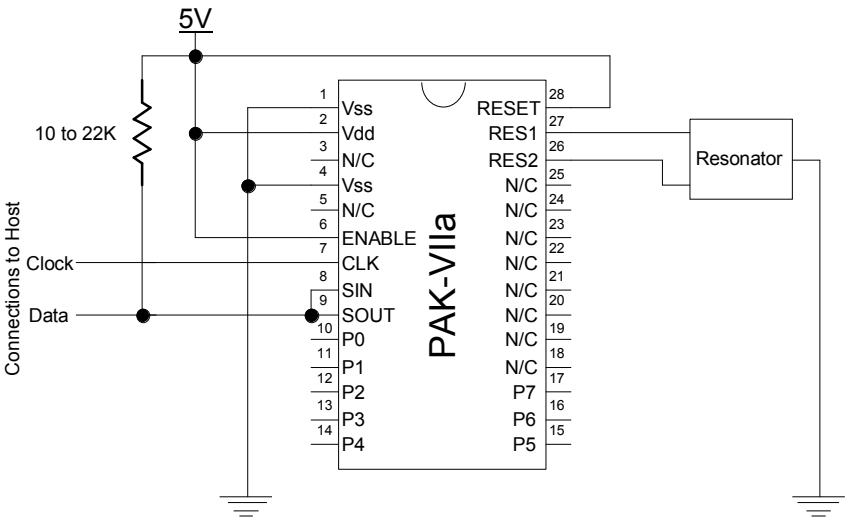 5V
10 to 22K
Connections to Host
Clock
Data
PAK-VIIa
1 Vss
2 Vdd
3 N/C
4 Vss
5 N/C
6 ENABLE
7 CLK
8 SIN
9 SOUT
10 P0
11 P1
12 P2
13 P3
14 P4
28 RESET
27 RES1
26 RES2
25 N/C
24 N/C
23 N/C
22 N/C
21 N/C
20 N/C
19 N/C
18 N/C
17 P7
16 P6
15 P5
Resonator